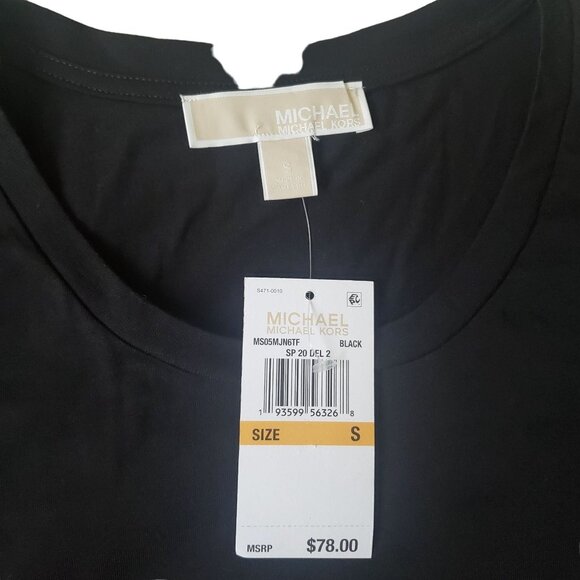 MICHAEL
MICHAEL KORS
S
S471-0019
MICHAEL
MICHAEL KORS
MS05MJN6TF BLACK
SP 20 DEL 2
1 93599 56326 8
SIZE S
MSRP $78.00